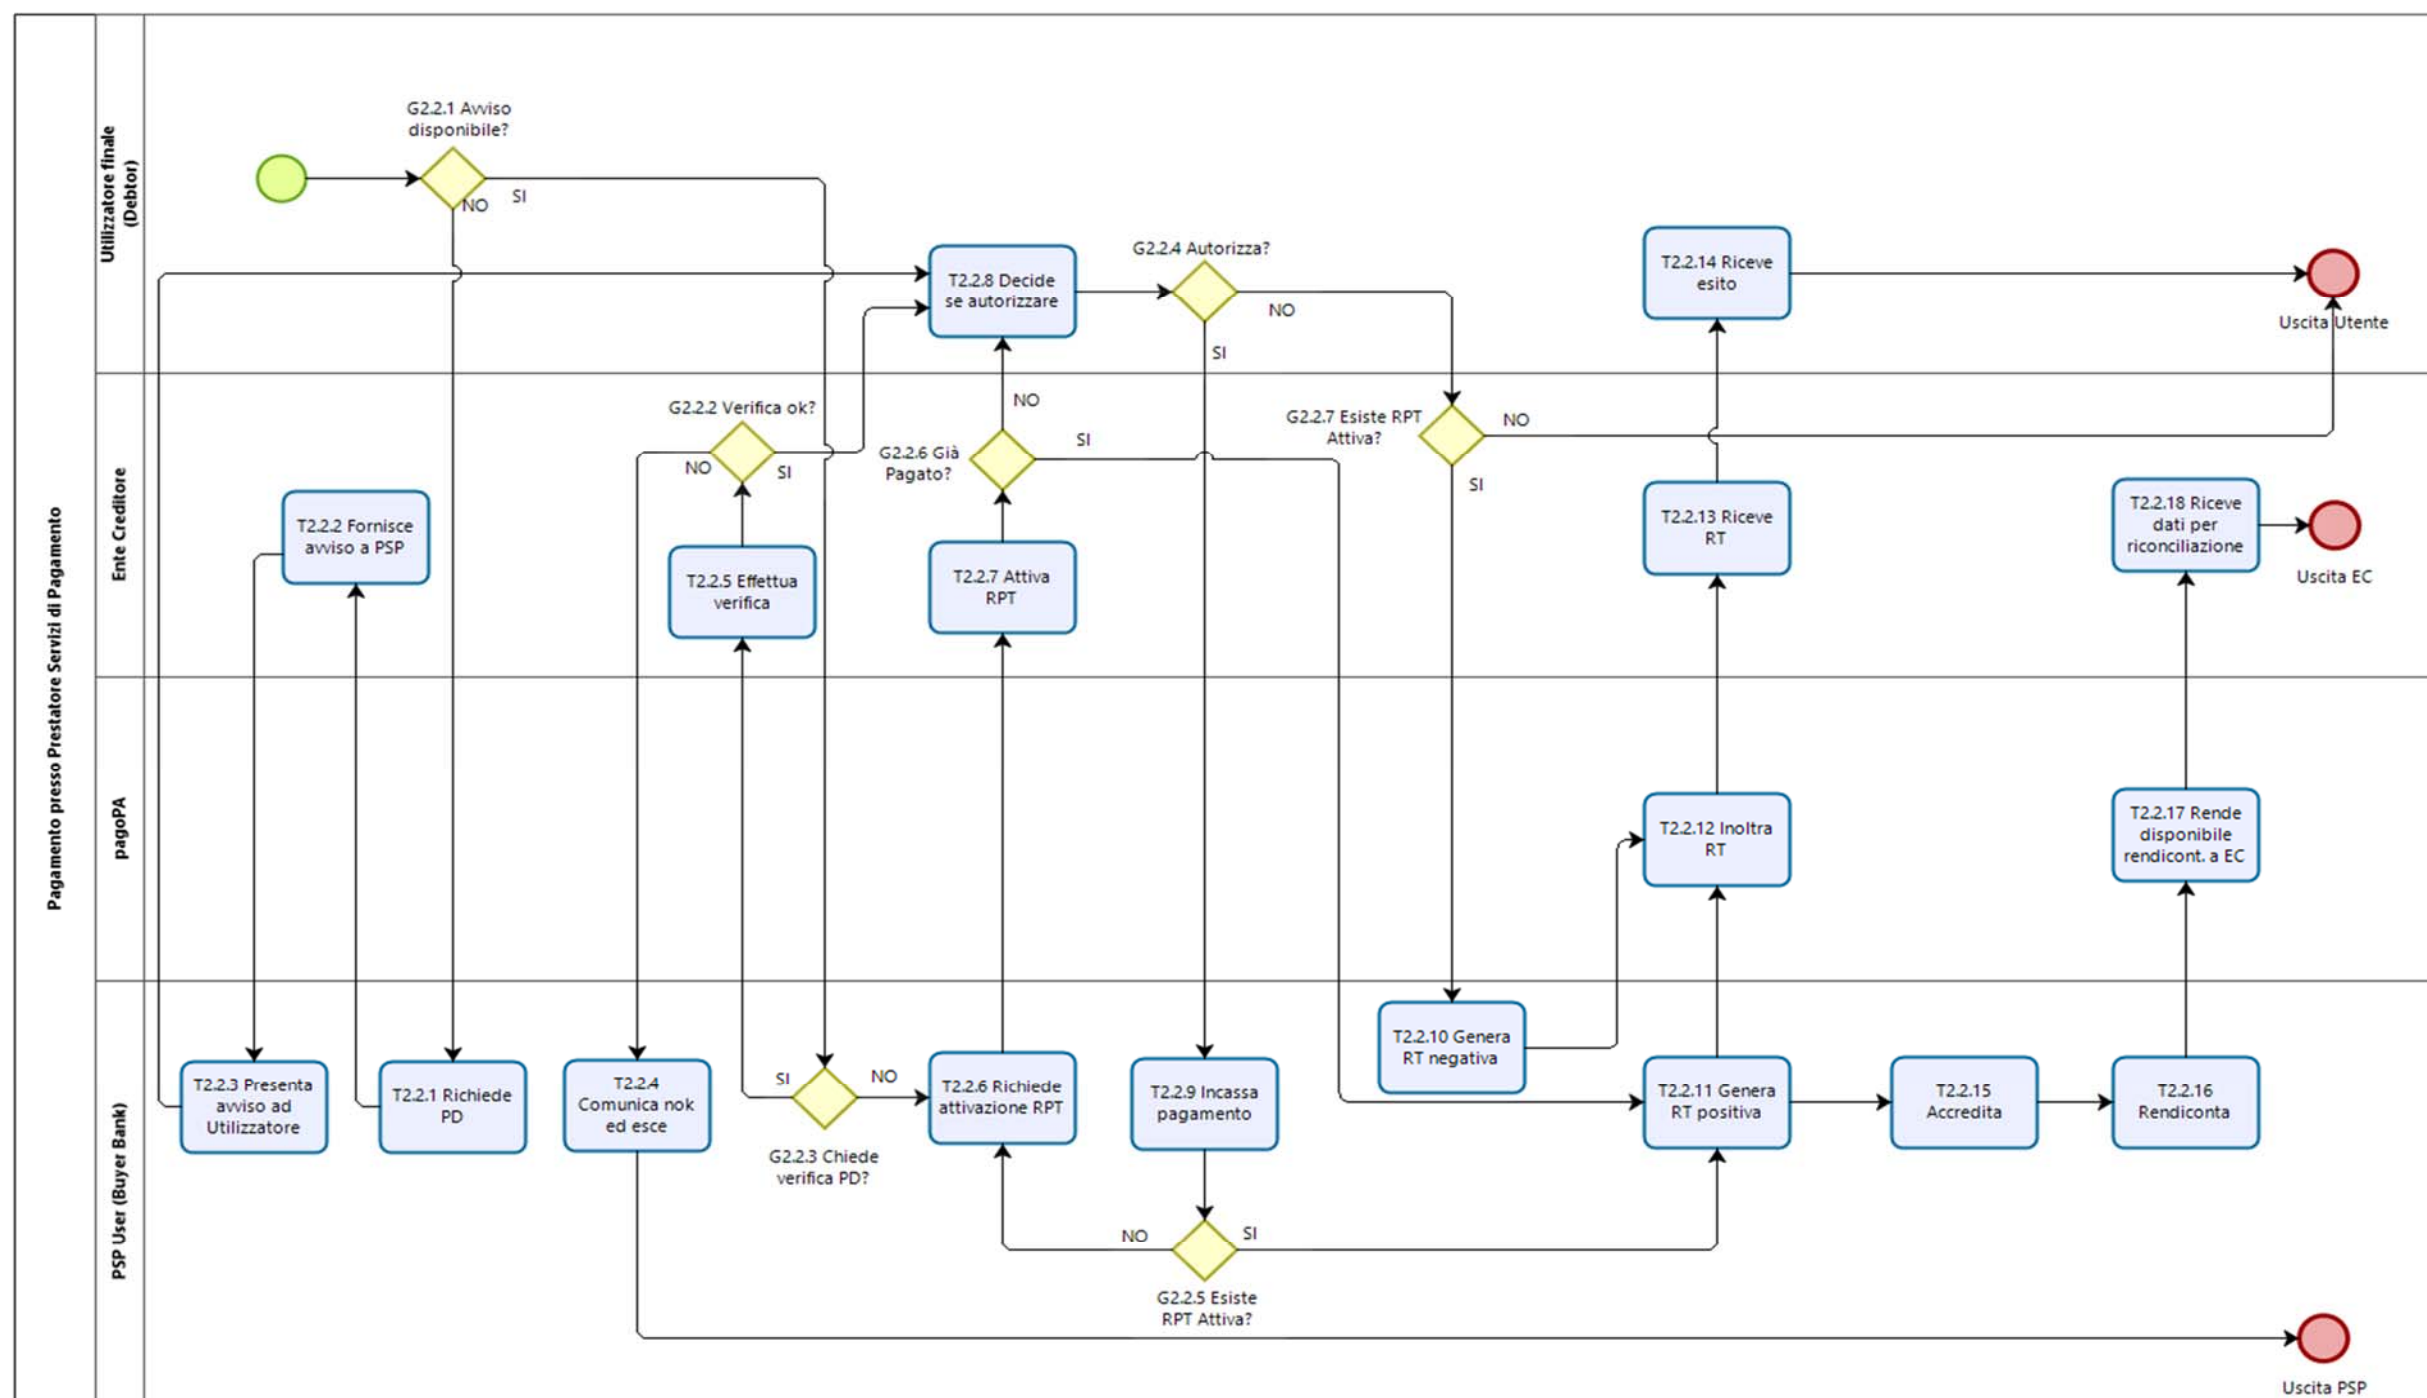 Pagamento presso Prestatore Servizi di Pagamento
Utilizzatore finale
(Debtor)
G2.2.1 Avviso
disponibile?
NO
SI
T2.2.8 Decide
se autorizzare
G2.2.4 Autorizza?
NO
SI
T2.2.14 Riceve
esito
Uscita Utente
Ente Creditore
T2.2.2 Fornisce
avviso a PSP
G2.2.2 Verifica ok?
NO
SI
T2.2.5 Effettua
verifica
NO
G2.2.6 Già
Pagato?
SI
T2.2.7 Attiva
RPT
G2.2.7 Esiste RPT
Attiva?
NO
SI
T2.2.13 Riceve
RT
T2.2.18 Riceve
dati per
riconciliazione
Uscita EC
pagoPA
T2.2.12 Inoltra
RT
T2.2.17 Rende
disponibile
rendicont. a EC
PSP User (Buyer Bank)
T2.2.3 Presenta
avviso ad
Utilizzatore
T2.2.1 Richiede
PD
T2.2.4
Comunica nok
ed esce
SI
NO
G2.2.3 Chiede
verifica PD?
T2.2.6 Richiede
attivazione RPT
T2.2.9 Incassa
pagamento
T2.2.10 Genera
RT negativa
T2.2.11 Genera
RT positiva
T2.2.15
Accredita
T2.2.16
Rendiconta
NO
SI
G2.2.5 Esiste
RPT Attiva?
Uscita PSP